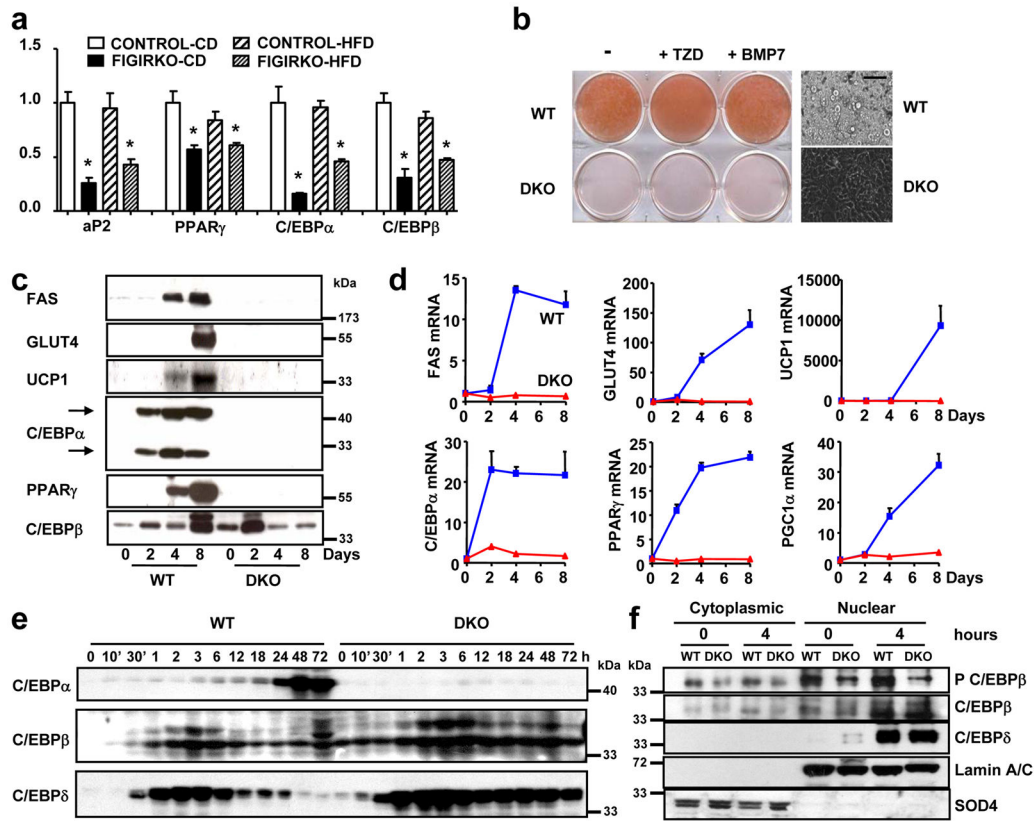 a
CONTROL-CD CONTROL-HFD
FIGIRKO-CD FIGIRKO-HFD
1.5
1.0
0.5
0.0
* * * * * * * *
aP2 PPARγ C/EBPα C/EBPβ
b
- + TZD + BMP7
WT WT
DKO DKO
c
kDa
FAS
173
GLUT4 55
UCP1 33
40
C/EBPα
33
PPARγ 55
C/EBPβ 33
0 2 4 8 0 2 4 8 Days
WT DKO
d
FAS mRNA
15
10
5
0
WT
DKO
0 2 4 6 8
GLUT4 mRNA
200
150
100
50
0
0 2 4 6 8
UCP1 mRNA
15000
10000
5000
0
0 2 4 6 8 Days
C/EBPα mRNA
30
20
10
0
0 2 4 6 8
PPARγ mRNA
25
20
15
10
5
0
0 2 4 6 8
PGC1α mRNA
40
30
20
10
0
0 2 4 6 8 Days
e
WT DKO
0 10' 30' 1 2 3 6 12 18 24 48 72 0 10' 30' 1 2 3 6 12 18 24 48 72 h
kDa
C/EBPα 40
C/EBPβ 33
C/EBPδ 33
f
Cytoplasmic Nuclear
0 4 0 4 hours
kDa WT DKO WT DKO WT DKO WT DKO
33 P C/EBPβ
33 C/EBPβ
33 C/EBPδ
72 Lamin A/C
33 SOD4